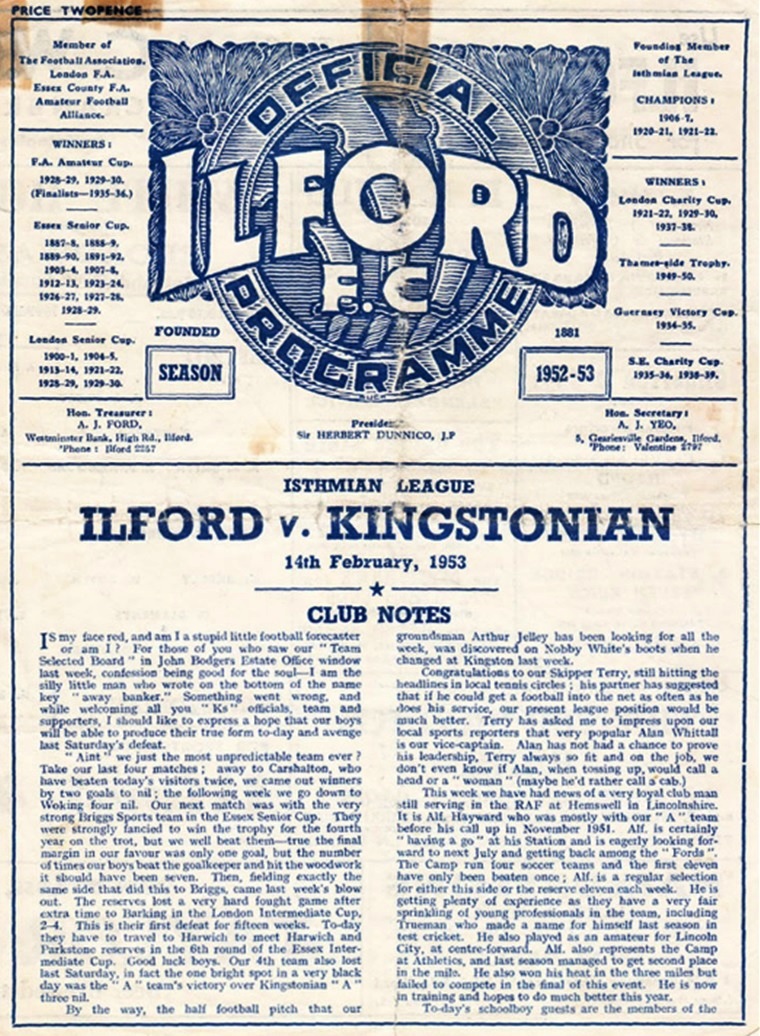 PRICE TWOPENCE
Member of
The Football Association,
London F.A.
Essex County F.A.
Amateur Football
Alliance.
WINNERS :
F.A. Amateur Cup.
1928-29, 1929-30.
(Finalists—1935-36.)
Essex Senior Cup.
1887-8, 1888-9,
1889-90, 1891-92,
1903-4, 1907-8,
1912-13, 1923-24,
1926-27, 1927-28,
1928-29.
London Senior Cup.
1900-1, 1904-5,
1913-14, 1921-22,
1928-29, 1929-30.
OFFICIAL
ILFORD
F.C
PROGRAMME
FOUNDED
1881
SEASON
1952-53
Founding Member
of The
Isthmian League.
CHAMPIONS :
1906-7,
1920-21, 1921-22.
WINNERS :
London Charity Cup.
1921-22, 1929-30,
1937-38.
Thames-side Trophy.
1949-50.
Guernsey Victory Cup.
1934-35.
S.E. Charity Cup.
1935-36, 1938-39.
Hon. Treasurer :
A. J. FORD,
Westminster Bank, High Rd., Ilford.
'Phone : Ilford 2267
President
Sir HERBERT DUNNICO, J.P
Hon. Secretary :
A. J. YEO,
5, Geariesville Gardens, Ilford.
'Phone : Valentine 2797
ISTHMIAN LEAGUE
ILFORD v. KINGSTONIAN
14th February, 1953
CLUB NOTES
IS my face red, and am I a stupid little football forecaster
or am I ? For those of you who saw our " Team
Selected Board " in John Bodgers Estate Office window
last week, confession being good for the soul—I am the
silly little man who wrote on the bottom of the name
key " away banker." Something went wrong, and
while welcoming all you " Ks " officials, team and
supporters, I should like to express a hope that our boys
will be able to produce their true form to-day and avenge
last Saturday's defeat.
" Aint " we just the most unpredictable team ever ?
Take our last four matches ; away to Carshalton, who
have beaten today's visitors twice, we came out winners
by two goals to nil ; the following week we go down to
Woking four nil. Our next match was with the very
strong Briggs Sports team in the Essex Senior Cup. They
were strongly fancied to win the trophy for the fourth
year on the trot, but we well beat them—true the final
margin in our favour was only one goal, but the number
of times our boys beat the goalkeeper and hit the woodwork
it should have been seven. Then, fielding exactly the
same side that did this to Briggs, came last week's blow
out. The reserves lost a very hard fought game after
extra time to Barking in the London Intermediate Cup,
2-4. This is their first defeat for fifteen weeks. To-day
they have to travel to Harwich to meet Harwich and
Parkstone reserves in the 6th round of the Essex Inter-
mediate Cup. Good luck boys. Our 4th team also lost
last Saturday, in fact the one bright spot in a very black
day was the " A " team's victory over Kingstonian " A "
three nil.
By the way, the half football pitch that our
groundsman Arthur Jelley has been looking for all the
week, was discovered on Nobby White's boots when he
changed at Kingston last week.
Congratulations to our Skipper Terry, still hitting the
headlines in local tennis circles ; his partner has suggested
that if he could get a football into the net as often as he
does his service, our present league position would be
much better. Terry has asked me to impress upon our
local sports reporters that very popular Alan Whittall
is our vice-captain. Alan has not had a chance to prove
his leadership, Terry always so fit and on the job, we
don't even know if Alan, when tossing up, would call a
head or a " woman " (maybe he'd rather call a cab.)
This week we have had news of a very loyal club man
still serving in the RAF at Hemswell in Lincolnshire.
It is Alf. Hayward who was mostly with our " A " team
before his call up in November 1951. Alf. is certainly
" having a go " at his Station and is eagerly looking for-
ward to next July and getting back among the " Fords ".
The Camp run four soccer teams and the first eleven
have only been beaten once ; Alf. is a regular selection
for either this side or the reserve eleven each week. He is
getting plenty of experience as they have a very fair
sprinkling of young professionals in the team, including
Trueman who made a name for himself last season in
test cricket. He also played as an amateur for Lincoln
City, at centre-forward. Alf. also represents the Camp
at Athletics, and last season managed to get second place
in the mile. He also won his heat in the three miles but
failed to compete in the final of this event. He is now
in training and hopes to do much better this year.
To-day's schoolboy guests are the members of the